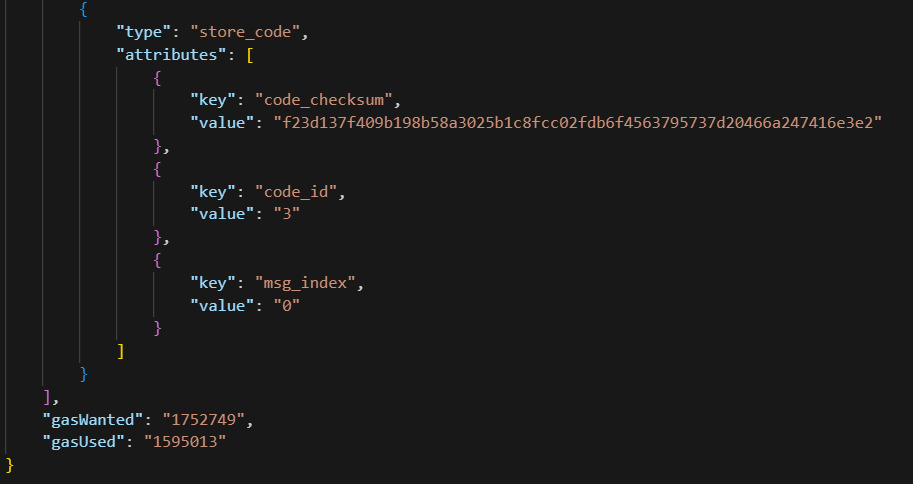 {
"type": "store_code",
"attributes": [
{
"key": "code_checksum",
"value": "f23d137f409b198b58a3025b1c8fcc02fdb6f4563795737d20466a247416e3e2"
},
{
"key": "code_id",
"value": "3"
},
{
"key": "msg_index",
"value": "0"
}
]
}
],
"gasWanted": "1752749",
"gasUsed": "1595013"
}